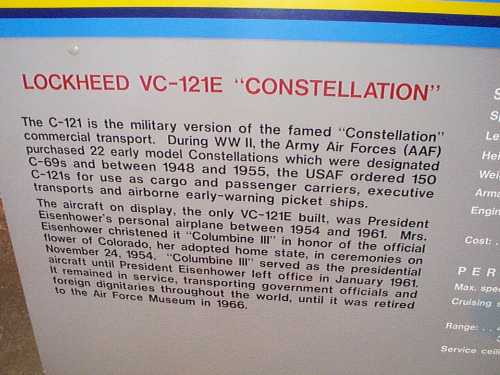 LOCKHEED VC-121E "CONSTELLATION"
The C-121 is the military version of the famed "Constellation"
commercial transport. During WW II, the Army Air Forces (AAF)
purchased 22 early model Constellations which were designated
C-69s and between 1948 and 1955, the USAF ordered 150
C-121s for use as cargo and passenger carriers, executive
transports and airborne early-warning picket ships.
The aircraft on display, the only VC-121E built, was President
Eisenhower's personal airplane between 1954 and 1961. Mrs.
Eisenhower christened it "Columbine III" in honor of the official
flower of Colorado, her adopted home state, in ceremonies on
November 24, 1954. "Columbine III" served as the presidential
aircraft until President Eisenhower left office in January 1961.
It remained in service, transporting government officials and
foreign dignitaries throughout the world, until it was retired
to the Air Force Museum in 1966.
S
Sp
Le
Hei
Wei
Arma
Engin
Cost: .
PER
Max. spe
Cruising s
Range: . .
Service ceili